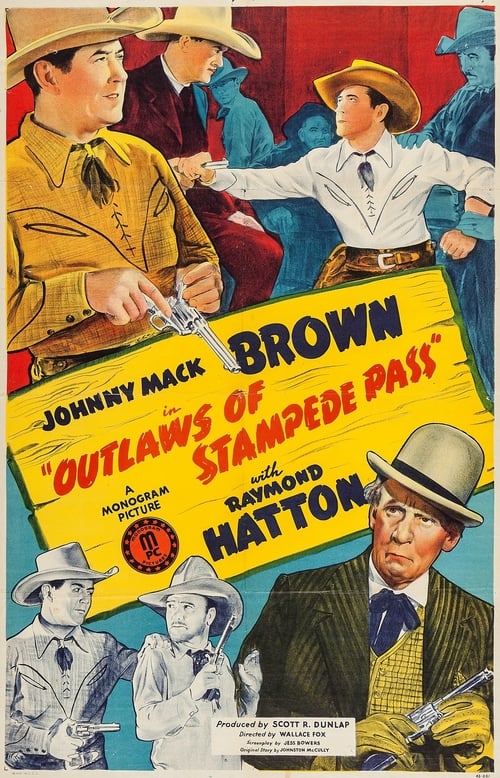 JOHNNY MACK BROWN
in
"OUTLAWS OF
STAMPEDE PASS"
with
RAYMOND
HATTON
A
MONOGRAM
PICTURE
M
PC
Produced by SCOTT R. DUNLAP
Directed by WALLACE FOX
Screenplay by JESS BOWERS
Original Story by JOHNSTON McCULLY